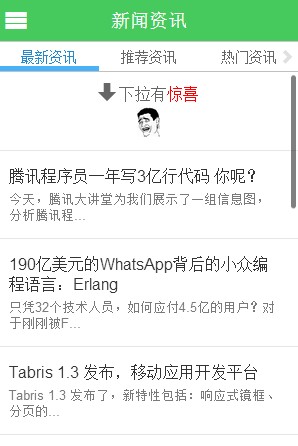 新闻资讯
最新资讯 推荐资讯 热门资讯
下拉有惊喜
腾讯程序员一年写3亿行代码 你呢？
今天，腾讯大讲堂为我们展示了一组信息图，
分析腾讯程...
190亿美元的WhatsApp背后的小众编
程语言：Erlang
只凭32个技术人员，如何应付4.5亿的用户？对
于刚刚被F...
Tabris 1.3 发布，移动应用开发平台
Tabris 1.3 发布了，新特性包括：响应式镜框、
分页的...